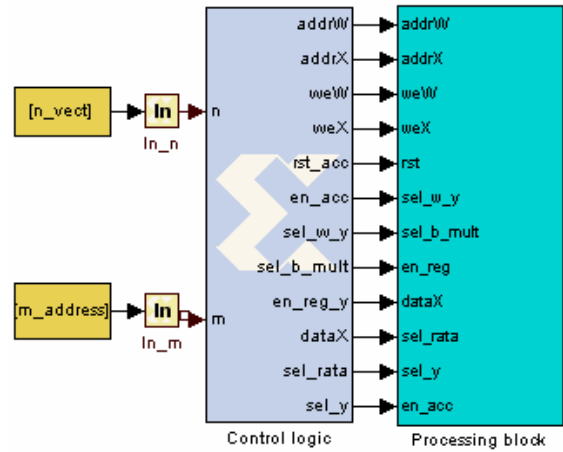 addrW addrW
addrX addrX
weW weW
[n_vect] In n weX weX
In_n
rst_acc rst
en_acc sel_w_y
sel_w_y sel_b_mult
sel_b_mult en_reg
[m_address] In m en_reg_y dataX
In_m
dataX sel_rata
sel_rata sel_y
sel_y en_acc
Control logic Processing block